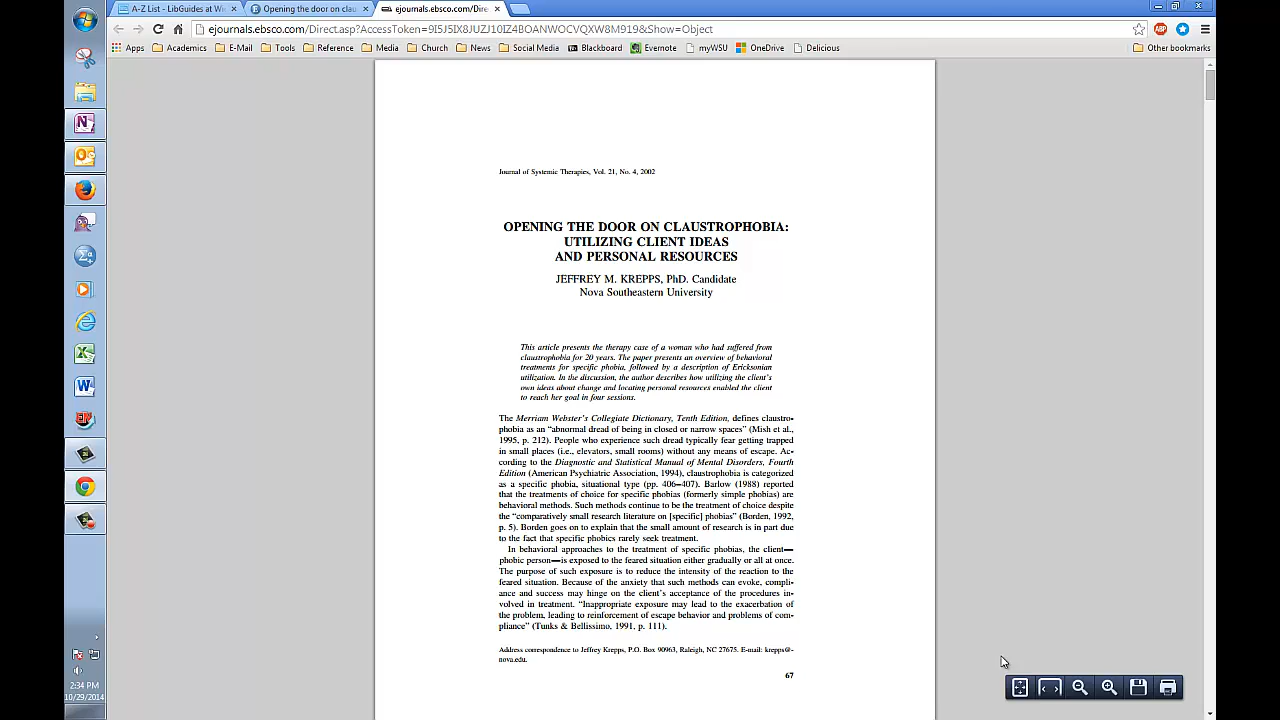 A-Z List - LibGuides at Wi
Opening the door on clau
ejournals.ebsco.com/Dire
ejournals.ebsco.com/Direct.asp?AccessToken=9I5J5IX8JUZJ10IZ4BOANWOCVQXW8M919&Show=Object
Apps Academics E-Mail Tools Reference Media Church News Social Media Blackboard Evernote myWSU OneDrive Delicious Other bookmarks
Journal of Systemic Therapies, Vol. 21, No. 4, 2002
OPENING THE DOOR ON CLAUSTROPHOBIA:
UTILIZING CLIENT IDEAS
AND PERSONAL RESOURCES
JEFFREY M. KREPPS, PhD. Candidate
Nova Southeastern University
This article presents the therapy case of a woman who had suffered from
claustrophobia for 20 years. The paper presents an overview of behavioral
treatments for specific phobia, followed by a description of Ericksonian
utilization. In the discussion, the author describes how utilizing the client's
own ideas about change and locating personal resources enabled the client
to reach her goal in four sessions.
The Merriam Webster's Collegiate Dictionary, Tenth Edition, defines claustro-
phobia as an “abnormal dread of being in closed or narrow spaces” (Mish et al.,
1995, p. 212). People who experience such dread typically fear getting trapped
in small places (i.e., elevators, small rooms) without any means of escape. Ac-
cording to the Diagnostic and Statistical Manual of Mental Disorders, Fourth
Edition (American Psychiatric Association, 1994), claustrophobia is categorized
as a specific phobia, situational type (pp. 406–407). Barlow (1988) reported
that the treatments of choice for specific phobias (formerly simple phobias) are
behavioral methods. Such methods continue to be the treatment of choice despite
the “comparatively small research literature on [specific] phobias” (Borden, 1992,
p. 5). Borden goes on to explain that the small amount of research is in part due
to the fact that specific phobics rarely seek treatment.
In behavioral approaches to the treatment of specific phobias, the client—
phobic person—is exposed to the feared situation either gradually or all at once.
The purpose of such exposure is to reduce the intensity of the reaction to the
feared situation. Because of the anxiety that such methods can evoke, compli-
ance and success may hinge on the client's acceptance of the procedures in-
volved in treatment. “Inappropriate exposure may lead to the exacerbation of
the problem, leading to reinforcement of escape behavior and problems of com-
pliance” (Tunks & Bellissimo, 1991, p. 111).
Address correspondence to Jeffrey Krepps, P.O. Box 90963, Raleigh, NC 27675. E-mail: krepps@-
nova.edu.
67
2:34 PM
10/29/2014